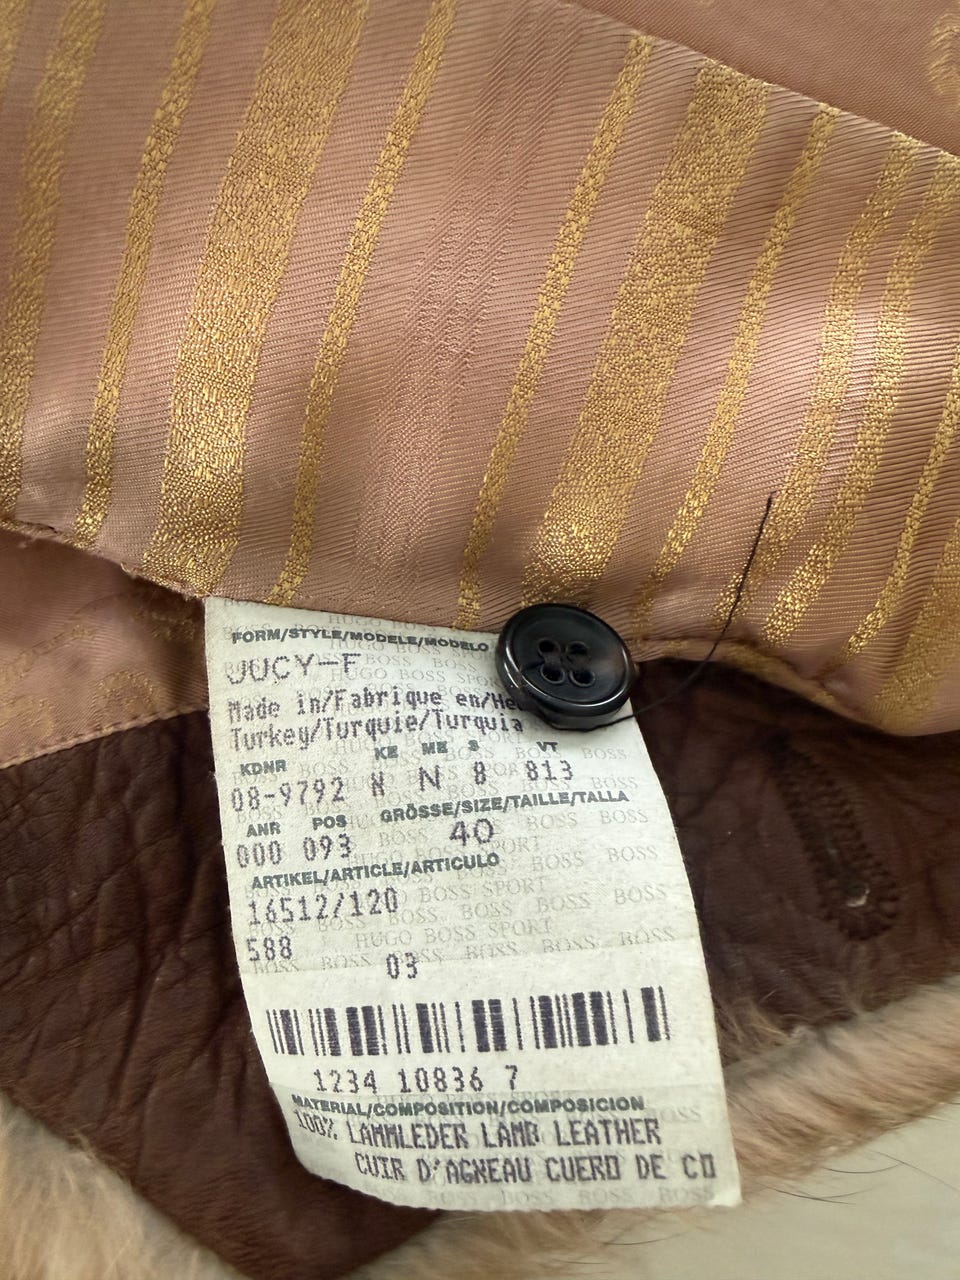 FORM/STYLE/MODELE/MODELO
JUCY-F
Made in/Fabrique en/He
Turkey/Turquie/Turquia
KDNR KE ME S VT
08-9792 N N 8 813
ANR POS GRÖSSE/SIZE/TAILLE/TALLA
000 093 40
ARTIKEL/ARTICLE/ARTICULO
16512/120
588
03
1234 10836 7
MATERIAL/COMPOSITION/COMPOSICION
100% LAMMLEDER LAMB LEATHER
CUIR D'AGNEAU CUERO DE CO